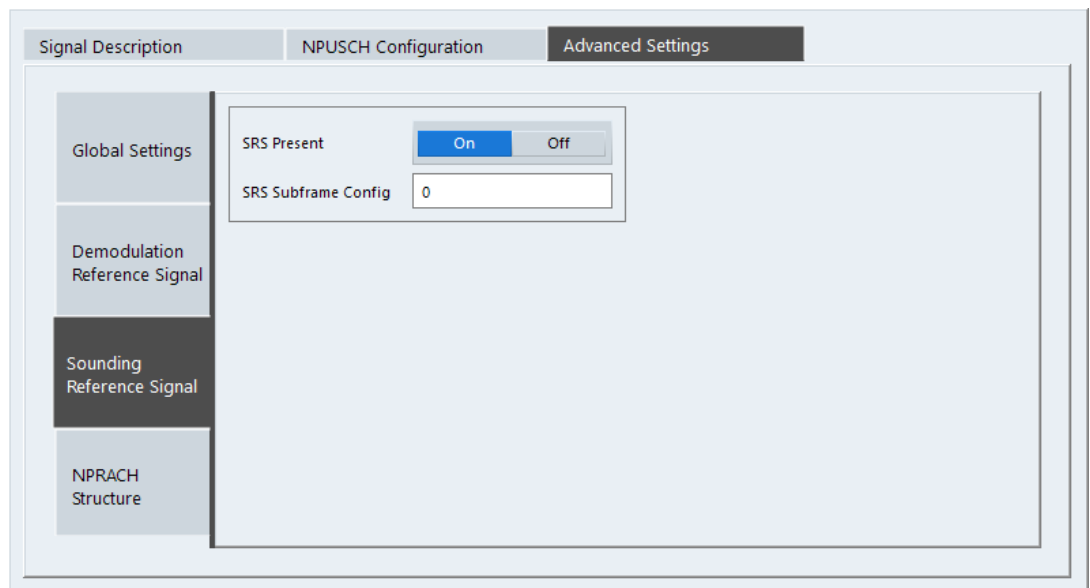 Signal Description
NPUSCH Configuration
Advanced Settings
Global Settings
Demodulation
Reference Signal
Sounding
Reference Signal
NPRACH
Structure
SRS Present
On
Off
SRS Subframe Config
0